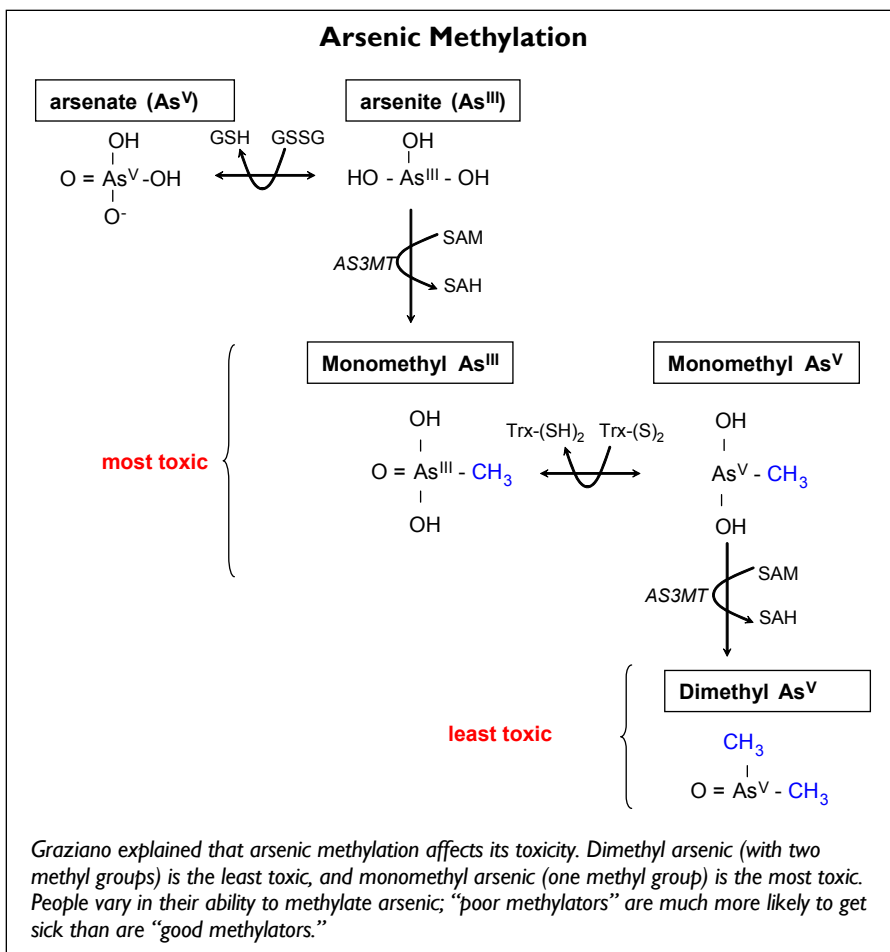 Arsenic Methylation
arsenate (Asⱽ)
arsenite (Asᴵᴵᴵ)
OH
GSH
GSSG
OH
O = Asⱽ -OH
HO - Asᴵᴵᴵ - OH
O⁻
SAM
AS3MT
SAH
Monomethyl Asᴵᴵᴵ
Monomethyl Asⱽ
OH
OH
Trx-(SH)₂
Trx-(S)₂
most toxic
O = Asᴵᴵᴵ - CH₃
Asⱽ - CH₃
OH
OH
SAM
AS3MT
SAH
Dimethyl Asⱽ
least toxic
CH₃
O = Asⱽ - CH₃
Graziano explained that arsenic methylation affects its toxicity. Dimethyl arsenic (with two
methyl groups) is the least toxic, and monomethyl arsenic (one methyl group) is the most toxic.
People vary in their ability to methylate arsenic; “poor methylators” are much more likely to get
sick than are “good methylators.”